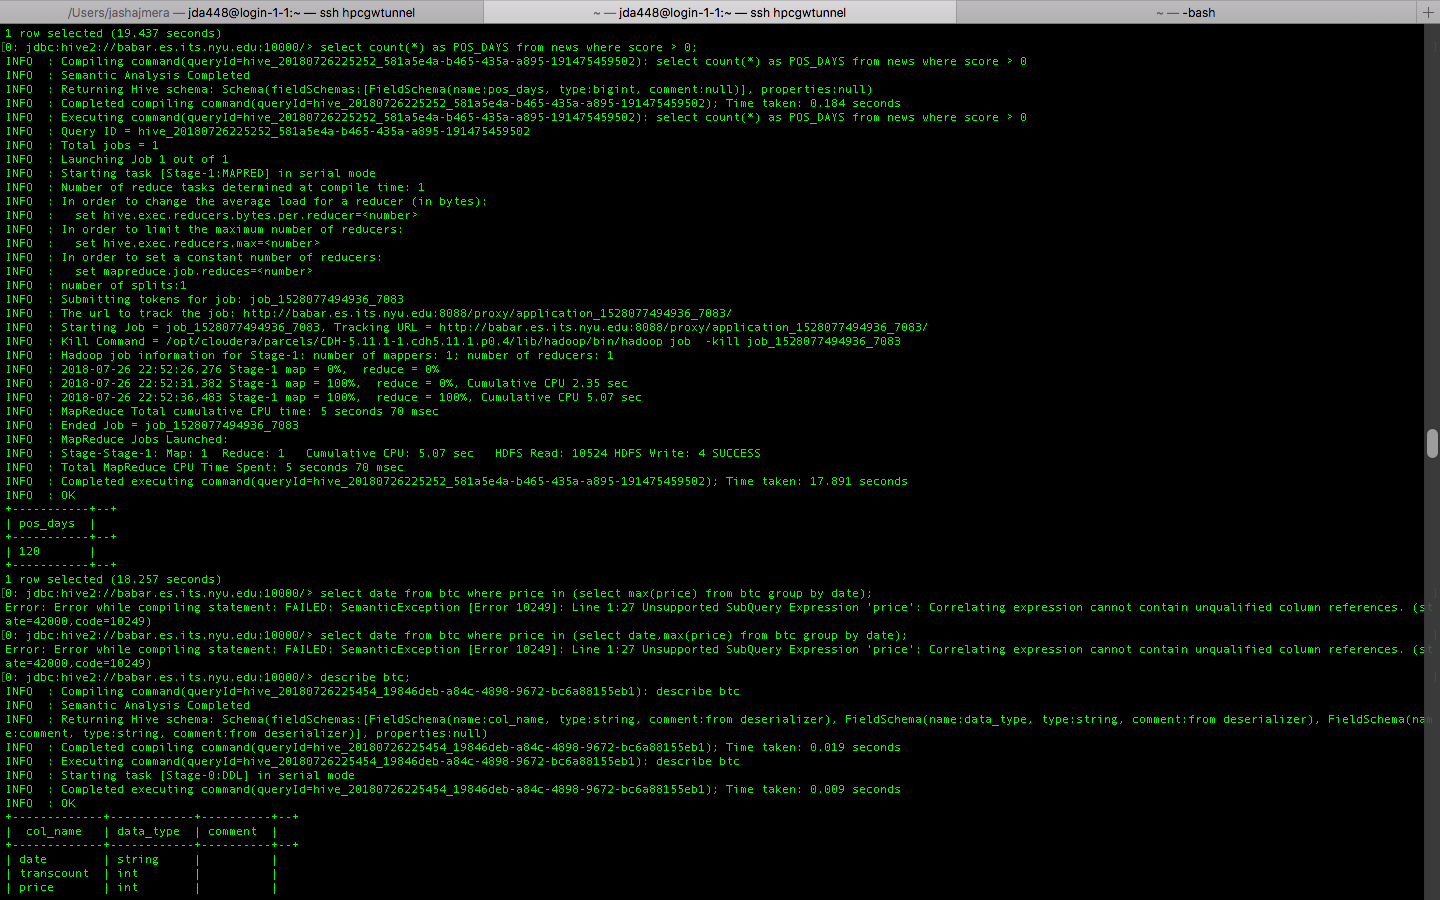 /Users/jashajmera — jda448@login-1-1:~ — ssh hpcgwtunnel
~ — jda448@login-1-1:~ — ssh hpcgwtunnel
~ — -bash
1 row selected (19.437 seconds)
[0: jdbc:hive2://babar.es.its.nyu.edu:10000/> select count(*) as POS_DAYS from news where score > 0;
INFO  : Compiling command(queryId=hive_20180726225252_581a5e4a-b465-435a-a895-191475459502): select count(*) as POS_DAYS from news where score > 0
INFO  : Semantic Analysis Completed
INFO  : Returning Hive schema: Schema(fieldSchemas:[FieldSchema(name:pos_days, type:bigint, comment:null)], properties:null)
INFO  : Completed compiling command(queryId=hive_20180726225252_581a5e4a-b465-435a-a895-191475459502); Time taken: 0.184 seconds
INFO  : Executing command(queryId=hive_20180726225252_581a5e4a-b465-435a-a895-191475459502): select count(*) as POS_DAYS from news where score > 0
INFO  : Query ID = hive_20180726225252_581a5e4a-b465-435a-a895-191475459502
INFO  : Total jobs = 1
INFO  : Launching Job 1 out of 1
INFO  : Starting task [Stage-1:MAPRED] in serial mode
INFO  : Number of reduce tasks determined at compile time: 1
INFO  : In order to change the average load for a reducer (in bytes):
INFO  :   set hive.exec.reducers.bytes.per.reducer=<number>
INFO  : In order to limit the maximum number of reducers:
INFO  :   set hive.exec.reducers.max=<number>
INFO  : In order to set a constant number of reducers:
INFO  :   set mapreduce.job.reduces=<number>
INFO  : number of splits:1
INFO  : Submitting tokens for job: job_1528077494936_7083
INFO  : The url to track the job: http://babar.es.its.nyu.edu:8088/proxy/application_1528077494936_7083/
INFO  : Starting Job = job_1528077494936_7083, Tracking URL = http://babar.es.its.nyu.edu:8088/proxy/application_1528077494936_7083/
INFO  : Kill Command = /opt/cloudera/parcels/CDH-5.11.1-1.cdh5.11.1.p0.4/lib/hadoop/bin/hadoop job  -kill job_1528077494936_7083
INFO  : Hadoop job information for Stage-1: number of mappers: 1; number of reducers: 1
INFO  : 2018-07-26 22:52:26,276 Stage-1 map = 0%,  reduce = 0%
INFO  : 2018-07-26 22:52:31,382 Stage-1 map = 100%,  reduce = 0%, Cumulative CPU 2.35 sec
INFO  : 2018-07-26 22:52:36,483 Stage-1 map = 100%,  reduce = 100%, Cumulative CPU 5.07 sec
INFO  : MapReduce Total cumulative CPU time: 5 seconds 70 msec
INFO  : Ended Job = job_1528077494936_7083
INFO  : MapReduce Jobs Launched:
INFO  : Stage-Stage-1: Map: 1  Reduce: 1   Cumulative CPU: 5.07 sec   HDFS Read: 10524 HDFS Write: 4 SUCCESS
INFO  : Total MapReduce CPU Time Spent: 5 seconds 70 msec
INFO  : Completed executing command(queryId=hive_20180726225252_581a5e4a-b465-435a-a895-191475459502); Time taken: 17.891 seconds
INFO  : OK
+-----------+--+
| pos_days  |
+-----------+--+
| 120       |
+-----------+--+
1 row selected (18.257 seconds)
[0: jdbc:hive2://babar.es.its.nyu.edu:10000/> select date from btc where price in (select max(price) from btc group by date);
Error: Error while compiling statement: FAILED: SemanticException [Error 10249]: Line 1:27 Unsupported SubQuery Expression 'price': Correlating expression cannot contain unqualified column references. (st
ate=42000,code=10249)
[0: jdbc:hive2://babar.es.its.nyu.edu:10000/> select date from btc where price in (select date,max(price) from btc group by date);
Error: Error while compiling statement: FAILED: SemanticException [Error 10249]: Line 1:27 Unsupported SubQuery Expression 'price': Correlating expression cannot contain unqualified column references. (st
ate=42000,code=10249)
[0: jdbc:hive2://babar.es.its.nyu.edu:10000/> describe btc;
INFO  : Compiling command(queryId=hive_20180726225454_19846deb-a84c-4898-9672-bc6a88155eb1): describe btc
INFO  : Semantic Analysis Completed
INFO  : Returning Hive schema: Schema(fieldSchemas:[FieldSchema(name:col_name, type:string, comment:from deserializer), FieldSchema(name:data_type, type:string, comment:from deserializer), FieldSchema(nam
e:comment, type:string, comment:from deserializer)], properties:null)
INFO  : Completed compiling command(queryId=hive_20180726225454_19846deb-a84c-4898-9672-bc6a88155eb1); Time taken: 0.019 seconds
INFO  : Executing command(queryId=hive_20180726225454_19846deb-a84c-4898-9672-bc6a88155eb1): describe btc
INFO  : Starting task [Stage-0:DDL] in serial mode
INFO  : Completed executing command(queryId=hive_20180726225454_19846deb-a84c-4898-9672-bc6a88155eb1); Time taken: 0.009 seconds
INFO  : OK
+-------------+------------+----------+--+
|  col_name   | data_type  | comment  |
+-------------+------------+----------+--+
| date        | string     |          |
| transcount  | int        |          |
| price       | int        |          |